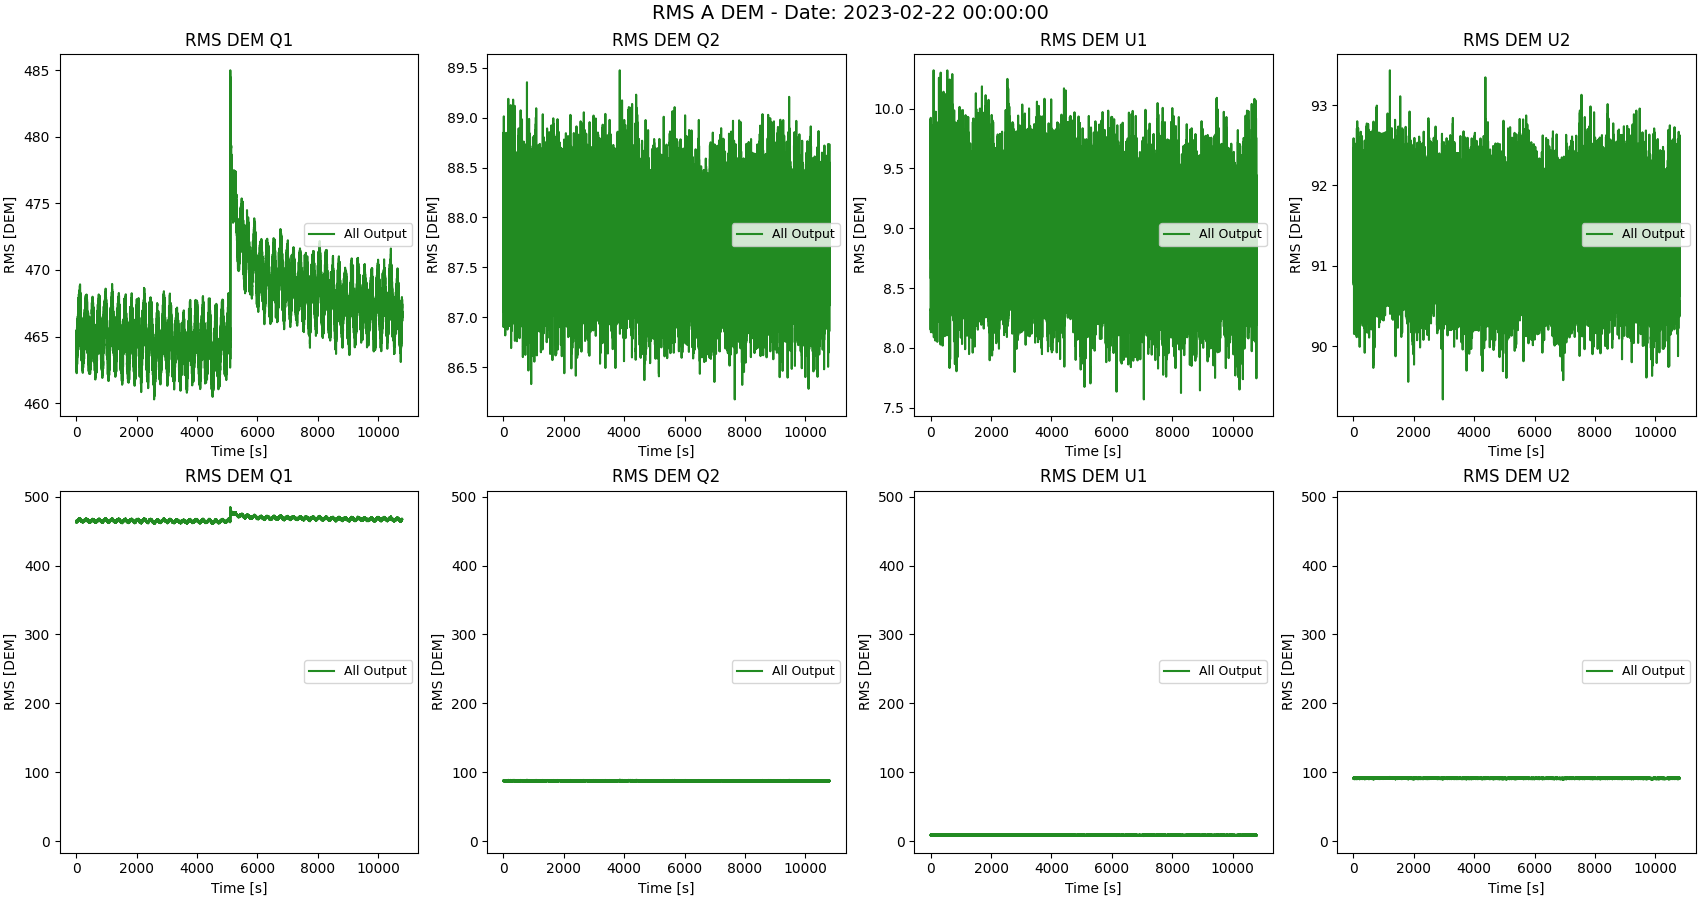 RMS A DEM - Date: 2023-02-22 00:00:00
RMS DEM Q1
RMS [DEM]
485
480
475
470
465
460
All Output
0 2000 4000 6000 8000 10000
Time [s]
RMS DEM Q2
RMS [DEM]
89.5
89.0
88.5
88.0
87.5
87.0
86.5
All Output
0 2000 4000 6000 8000 10000
Time [s]
RMS DEM U1
RMS [DEM]
10.0
9.5
9.0
8.5
8.0
7.5
All Output
0 2000 4000 6000 8000 10000
Time [s]
RMS DEM U2
RMS [DEM]
93
92
91
90
All Output
0 2000 4000 6000 8000 10000
Time [s]
RMS DEM Q1
RMS [DEM]
500
400
300
200
100
0
All Output
0 2000 4000 6000 8000 10000
Time [s]
RMS DEM Q2
RMS [DEM]
500
400
300
200
100
0
All Output
0 2000 4000 6000 8000 10000
Time [s]
RMS DEM U1
RMS [DEM]
500
400
300
200
100
0
All Output
0 2000 4000 6000 8000 10000
Time [s]
RMS DEM U2
RMS [DEM]
500
400
300
200
100
0
All Output
0 2000 4000 6000 8000 10000
Time [s]